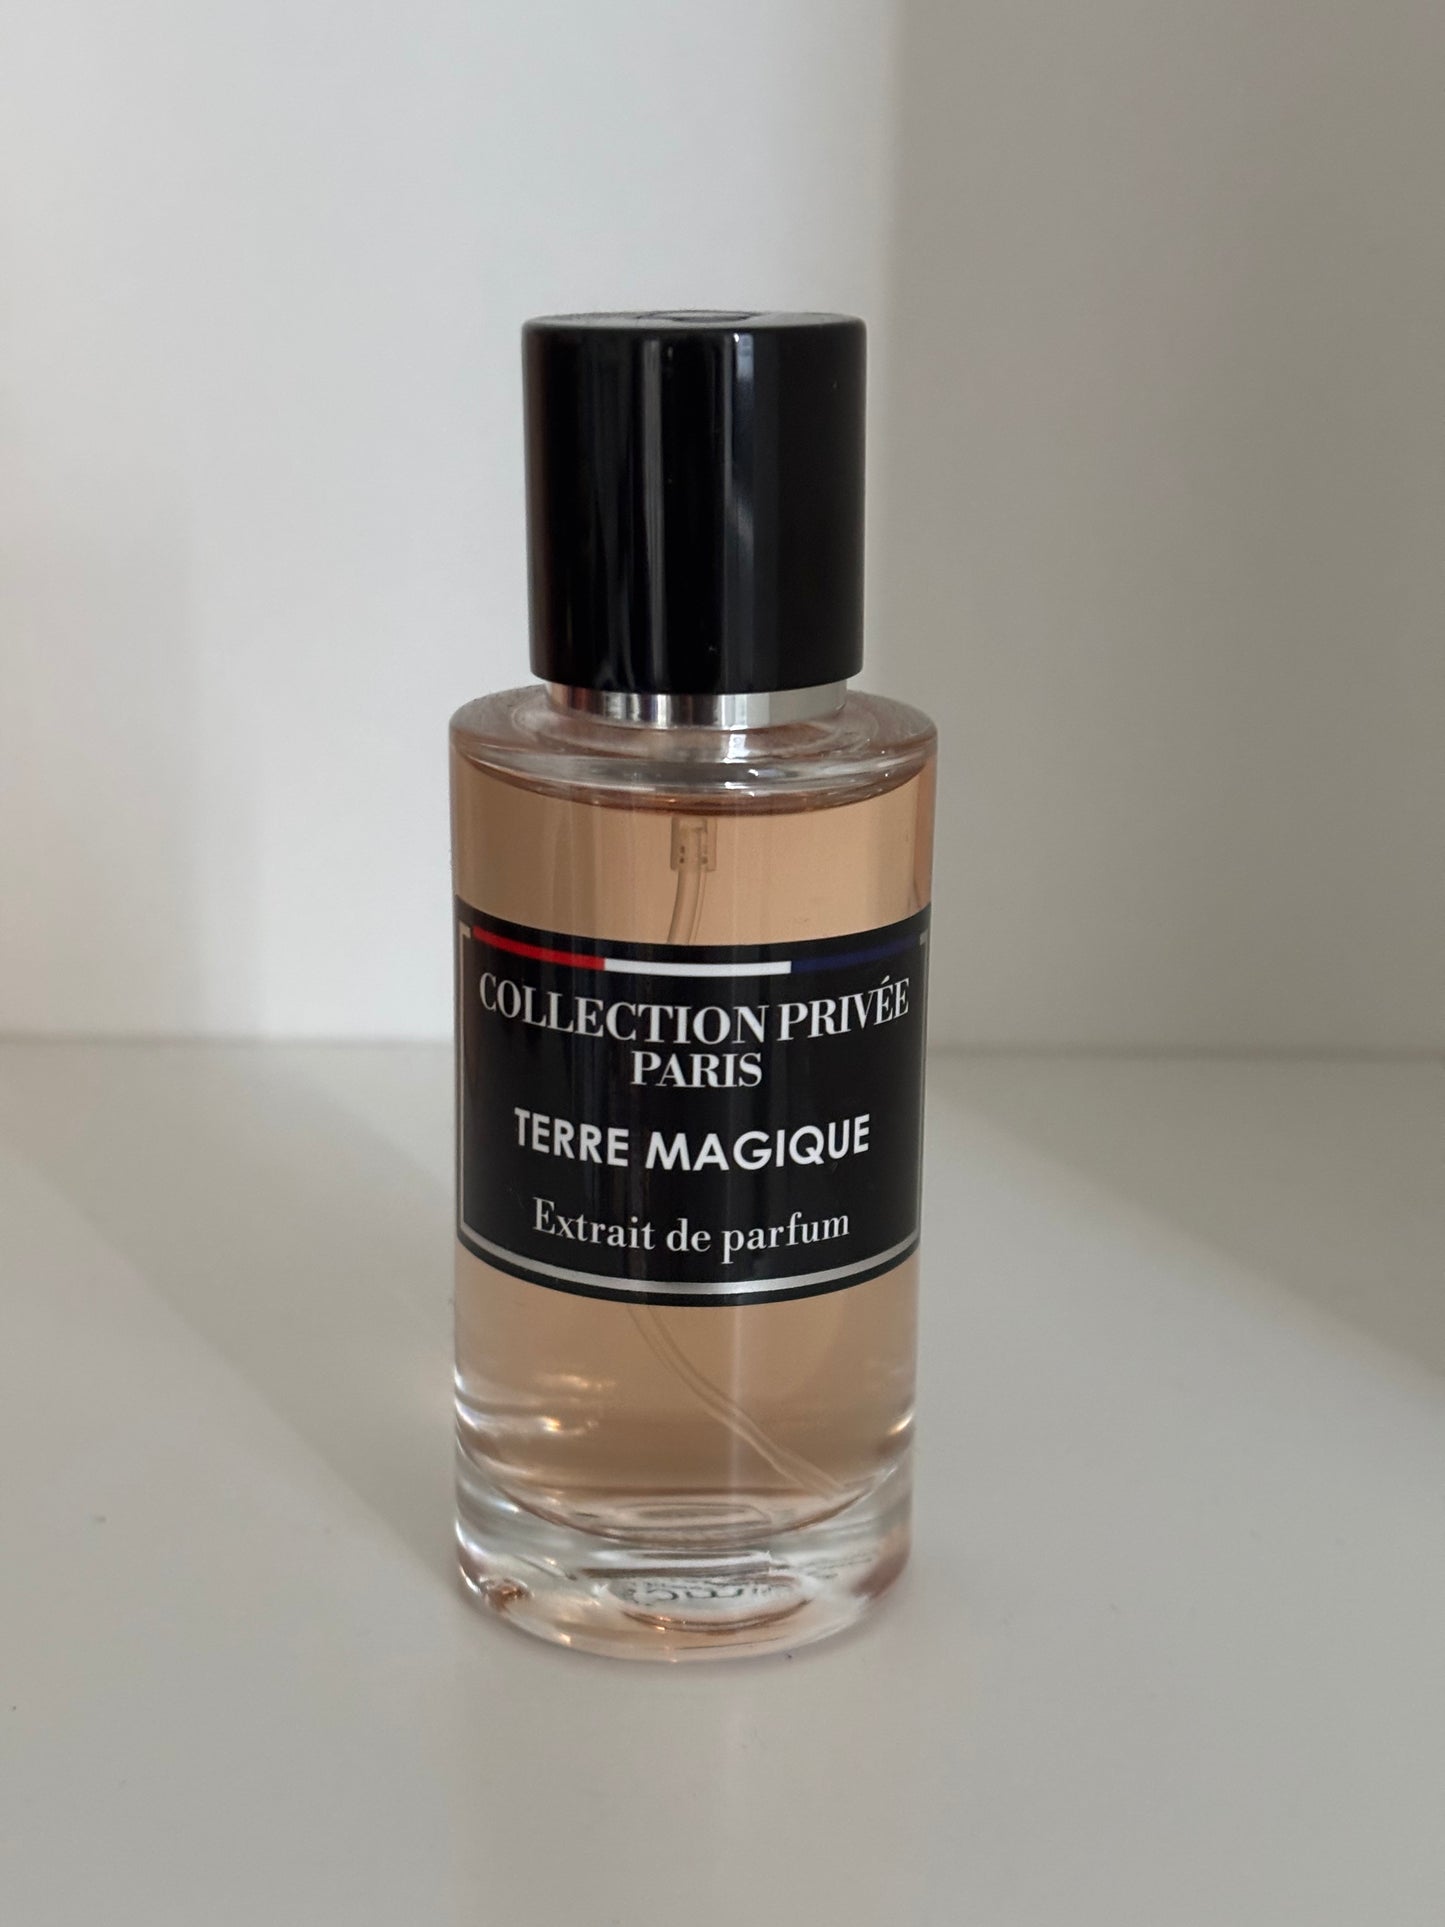 COLLECTION PRIVÉE
PARIS
TERRE MAGIQUE
Extrait de parfum